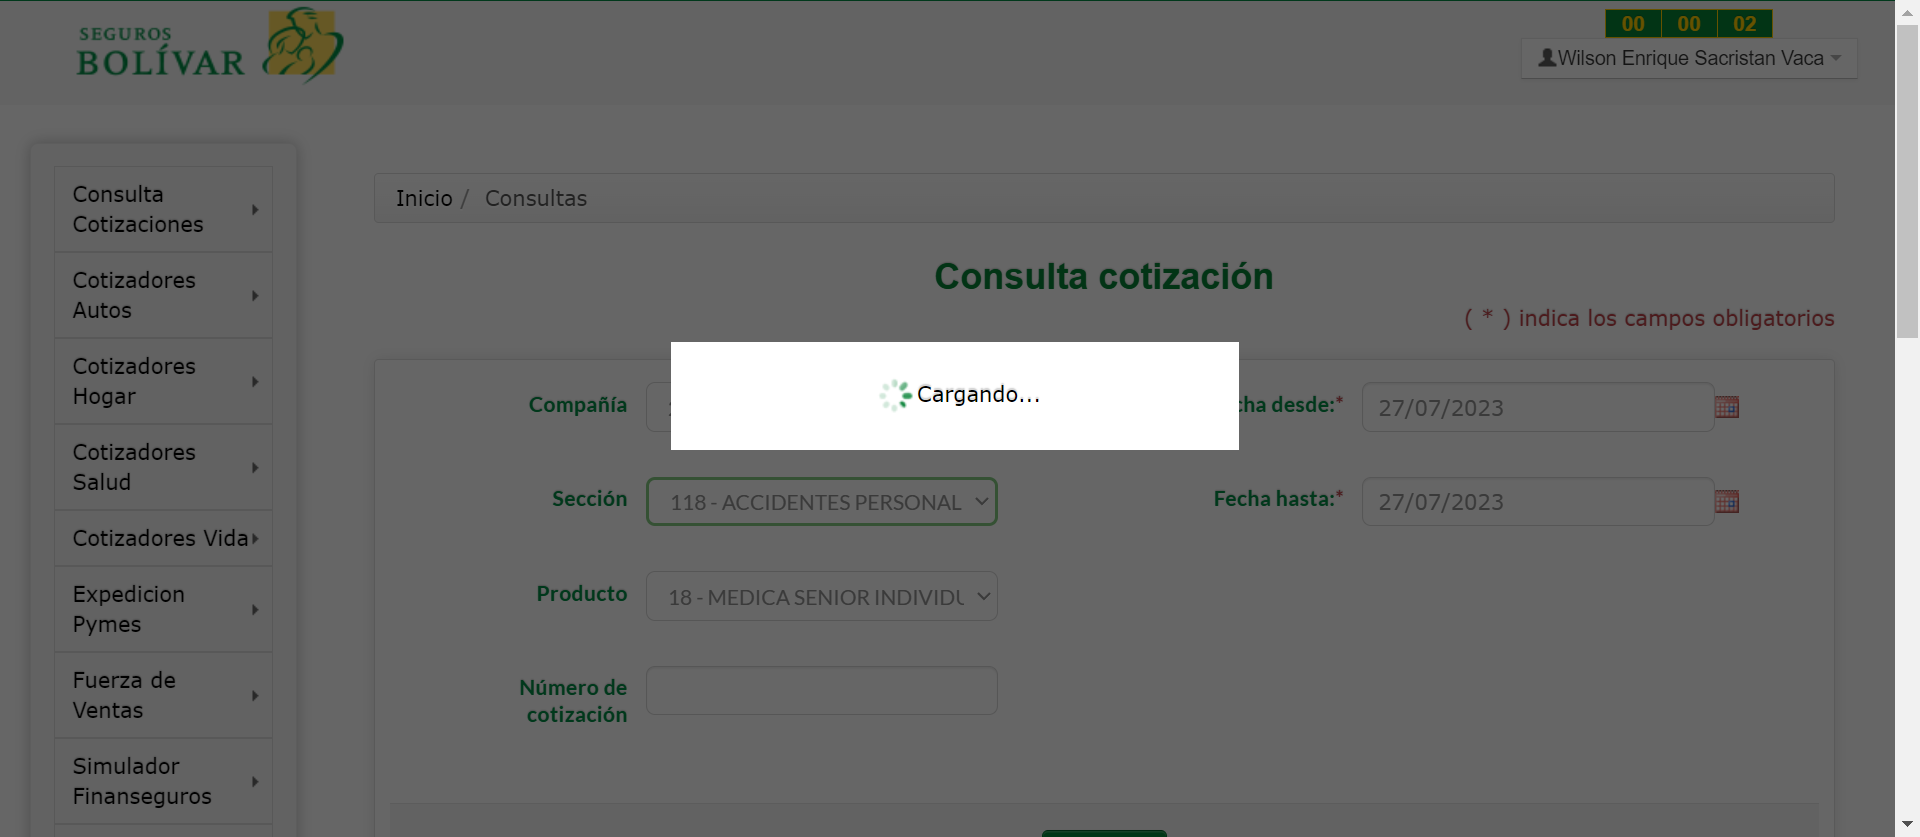 SEGUROS
BOLÍVAR
00 00 02
Wilson Enrique Sacristan Vaca
Consulta
Cotizaciones
Cotizadores
Autos
Cotizadores
Hogar
Cotizadores
Salud
Cotizadores Vida
Expedicion
Pymes
Fuerza de
Ventas
Simulador
Finanseguros
Inicio / Consultas
Consulta cotización
( * ) indica los campos obligatorios
Cargando...
Compañía
cha desde:* 27/07/2023
Sección 118 - ACCIDENTES PERSONAL
Fecha hasta:* 27/07/2023
Producto 18 - MEDICA SENIOR INDIVIDU
Número de
cotización